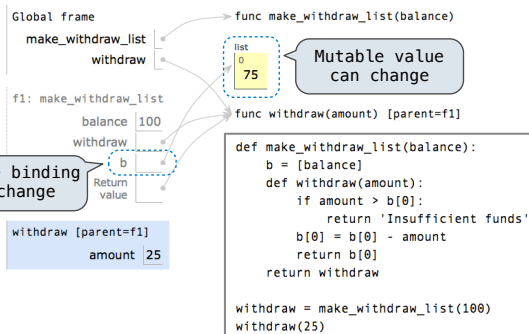 Global frame
make_withdraw_list
withdraw
func make_withdraw_list(balance)
list
0
75
Mutable value
can change
f1: make_withdraw_list
balance 100
withdraw
b
Return
value
func withdraw(amount) [parent=f1]
binding
change
withdraw [parent=f1]
amount 25
def make_withdraw_list(balance):
    b = [balance]
    def withdraw(amount):
        if amount > b[0]:
            return 'Insufficient funds'
        b[0] = b[0] - amount
        return b[0]
    return withdraw
withdraw = make_withdraw_list(100)
withdraw(25)